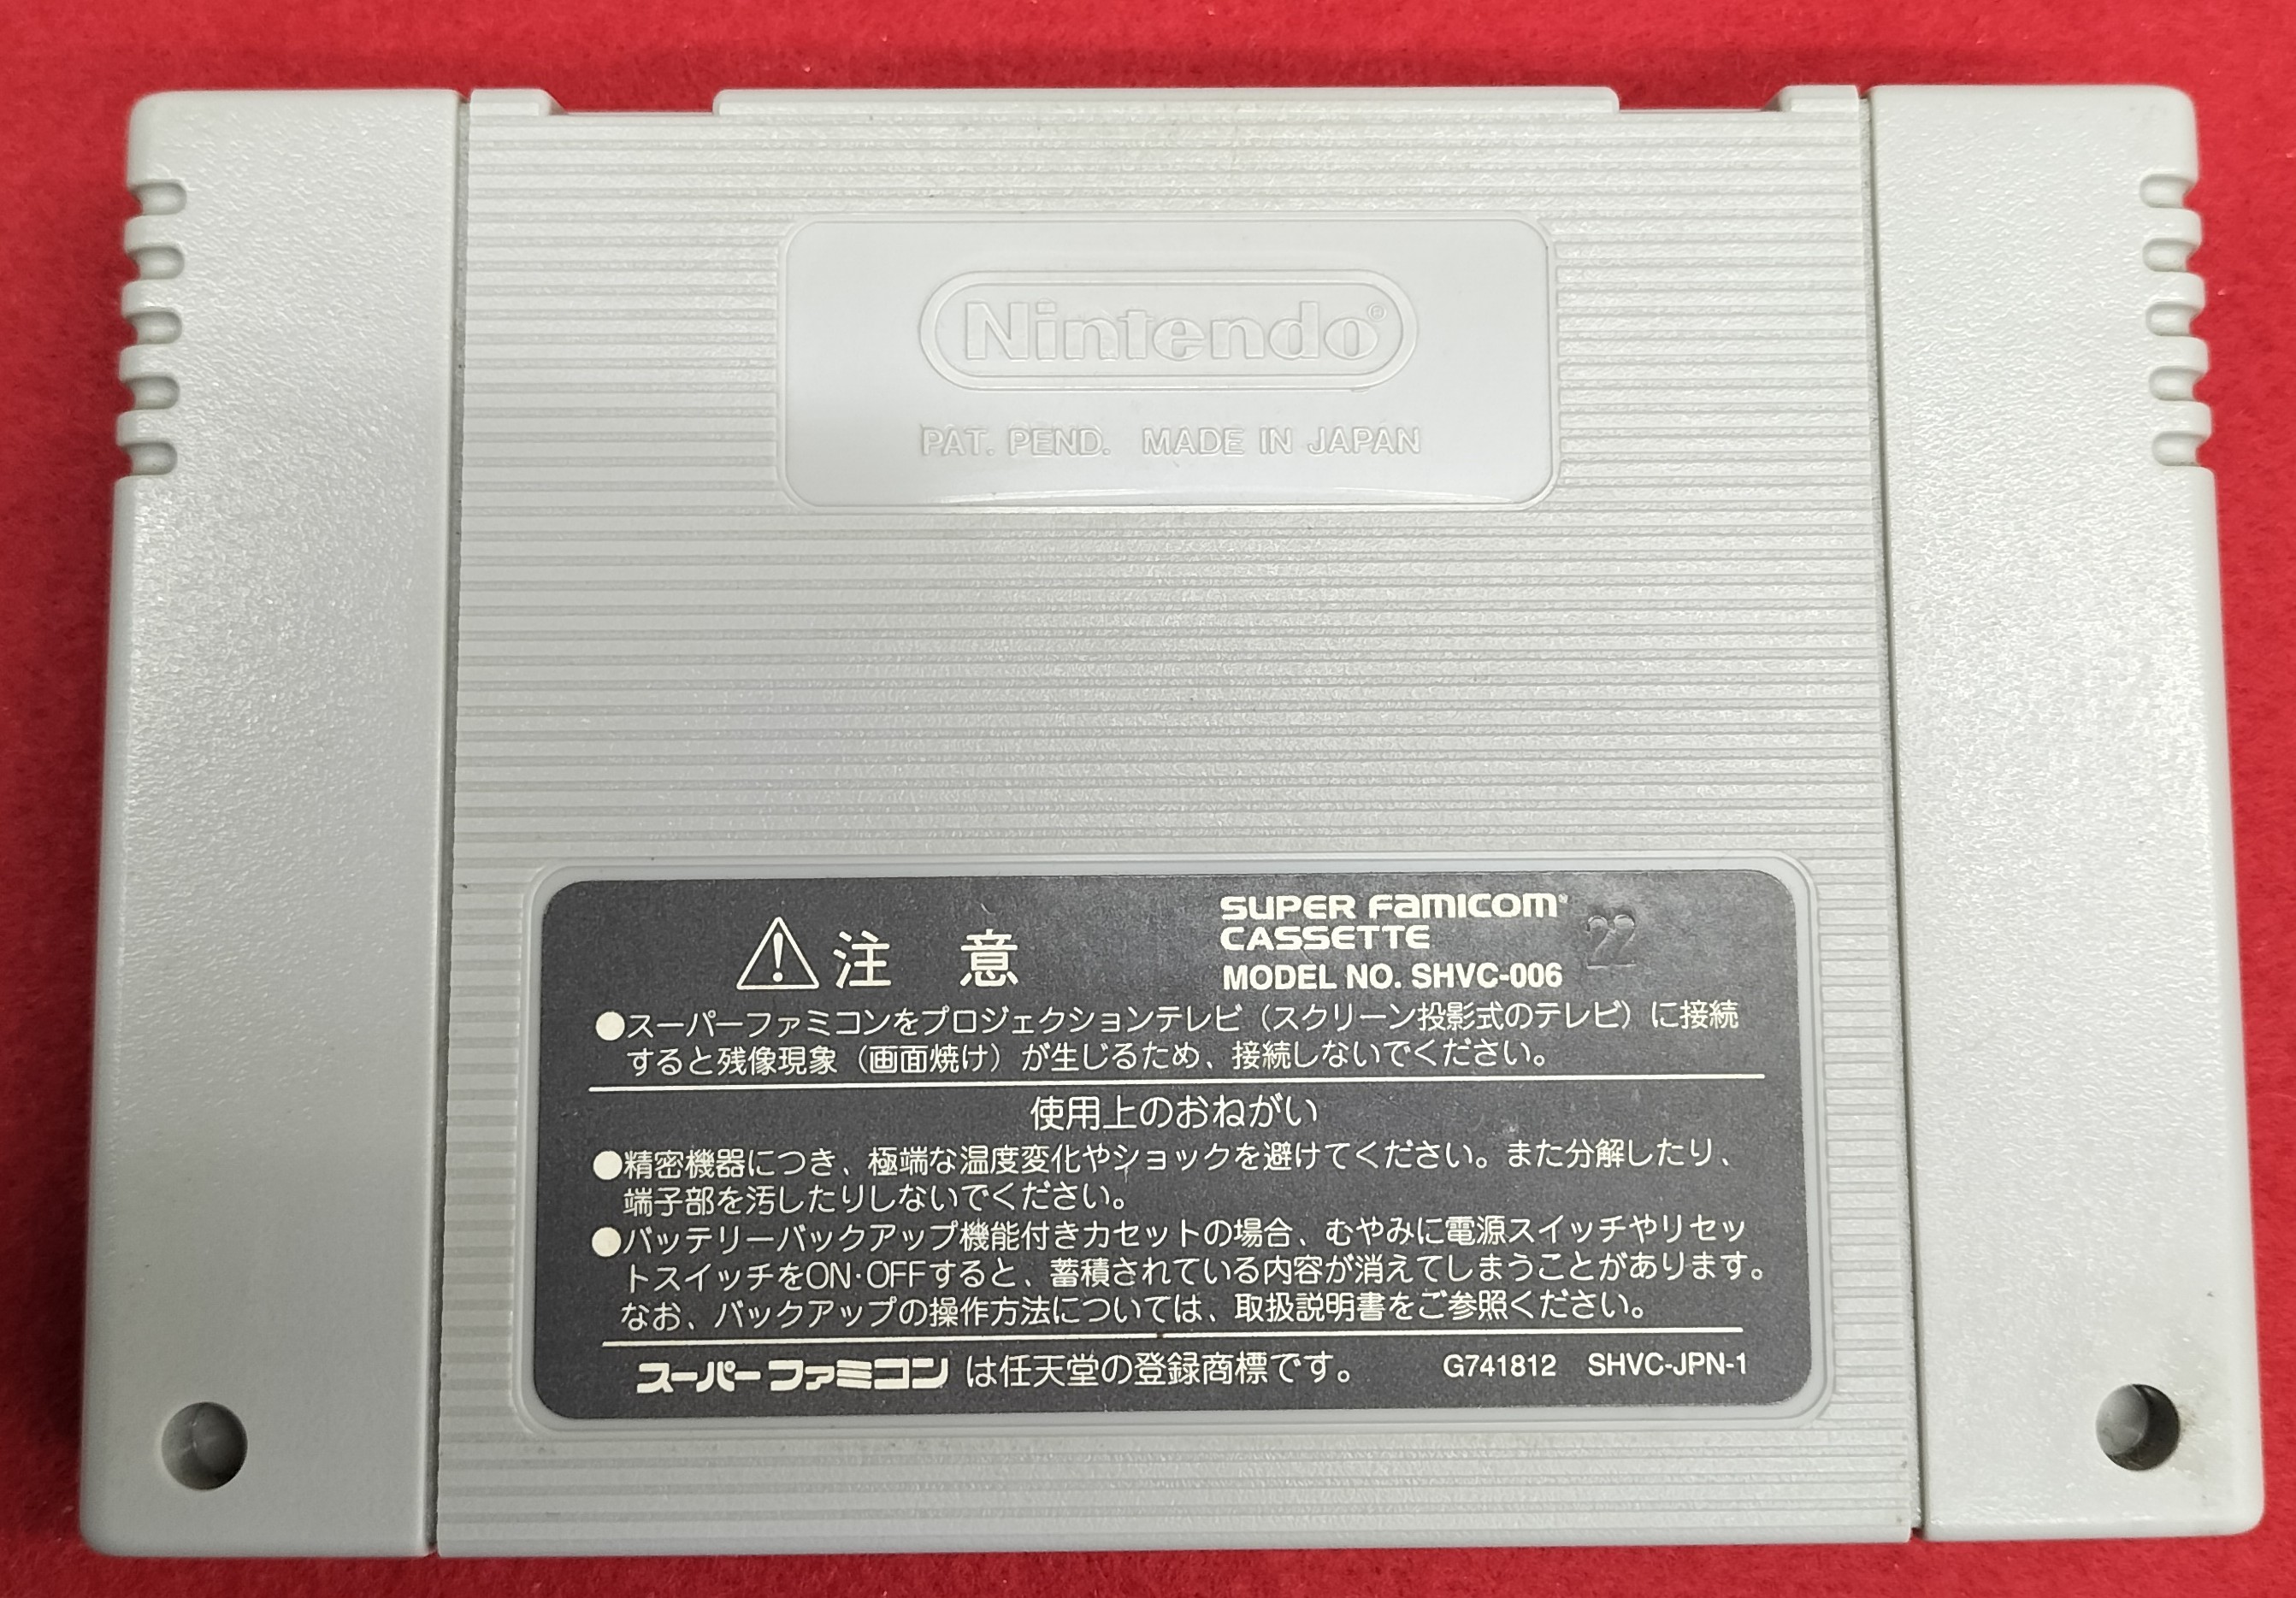 Nintendo®
PAT. PEND. MADE IN JAPAN
⚠注 意
SUPER FAMICOM®
CASSETTE
MODEL NO. SHVC-006
22
●スーパーファミコンをプロジェクションテレビ（スクリーン投影式のテレビ）に接続
すると残像現象（画面焼け）が生じるため、接続しないでください。
使用上のおねがい
●精密機器につき、極端な温度変化やショックを避けてください。また分解したり、
端子部を汚したりしないでください。
●バッテリーバックアップ機能付きカセットの場合、むやみに電源スイッチやリセッ
トスイッチをON・OFFすると、蓄積されている内容が消えてしまうことがあります。
なお、バックアップの操作方法については、取扱説明書をご参照ください。
スーパーファミコン は任天堂の登録商標です。 G741812 SHVC-JPN-1